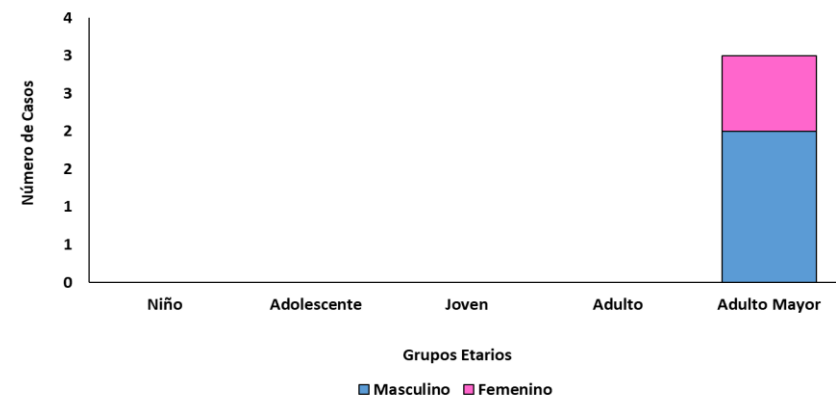 4
3
3
2
2
1
1
0
Número de Casos
Niño Adolescente Joven Adulto Adulto Mayor
Grupos Etarios
Masculino Femenino